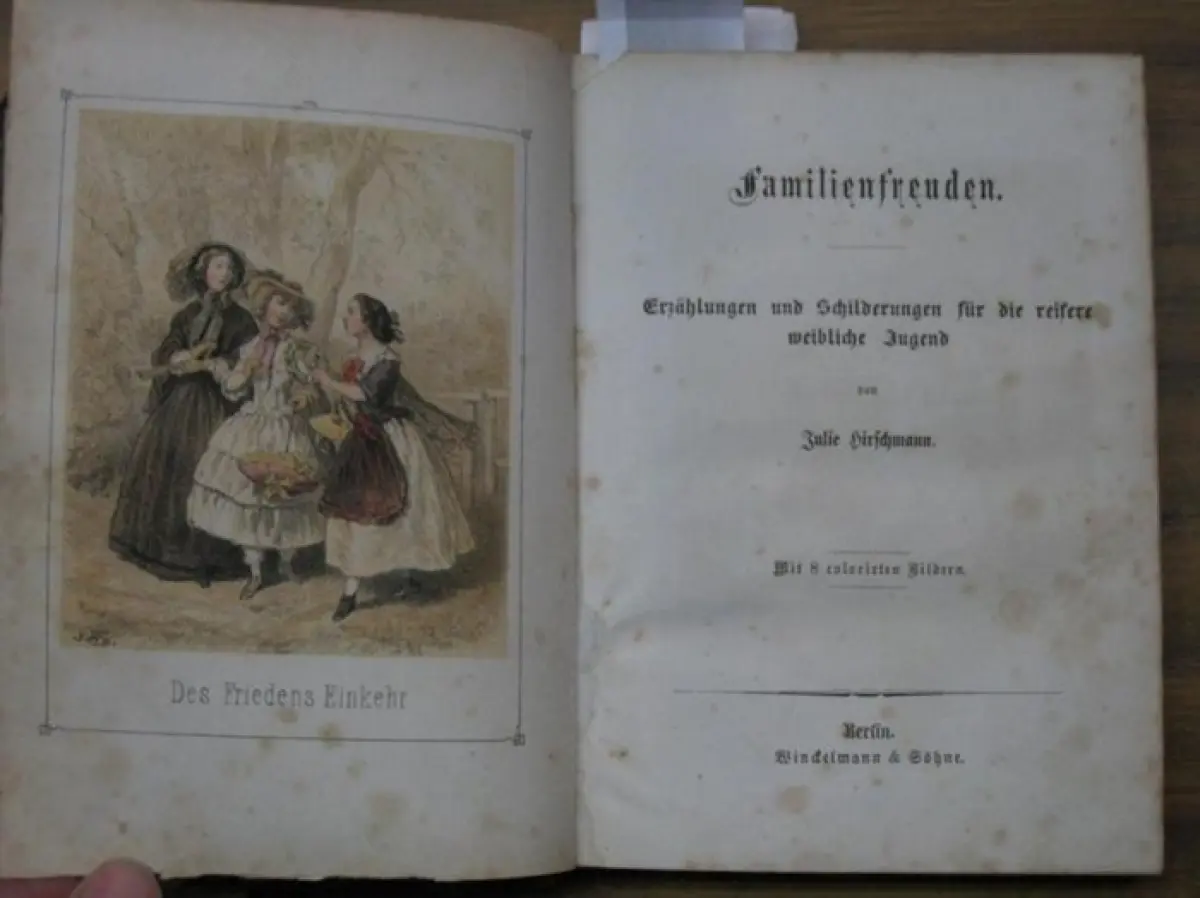 Des Friedens Einkehr
Familienfreuden.
Erzählungen und Schilderungen für die reifere
weibliche Jugend
von
Julie Hirschmann.
Mit 8 colorirten Bildern.
Berlin.
Winckelmann & Söhne.